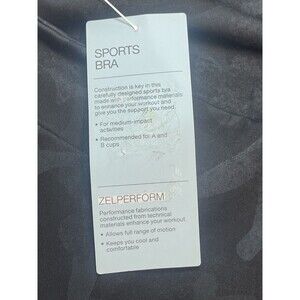 SPORTS
BRA
Construction is key in this
carefully designed sports bra
made with performance materials
to enhance your workout and
give you the support you need.
• For medium-impact
activities
• Recommended for A and
B cups
ZELPERFORM
Performance fabrications
constructed from technical
materials enhance your workout.
• Allows full range of motion
• Keeps you cool and
comfortable